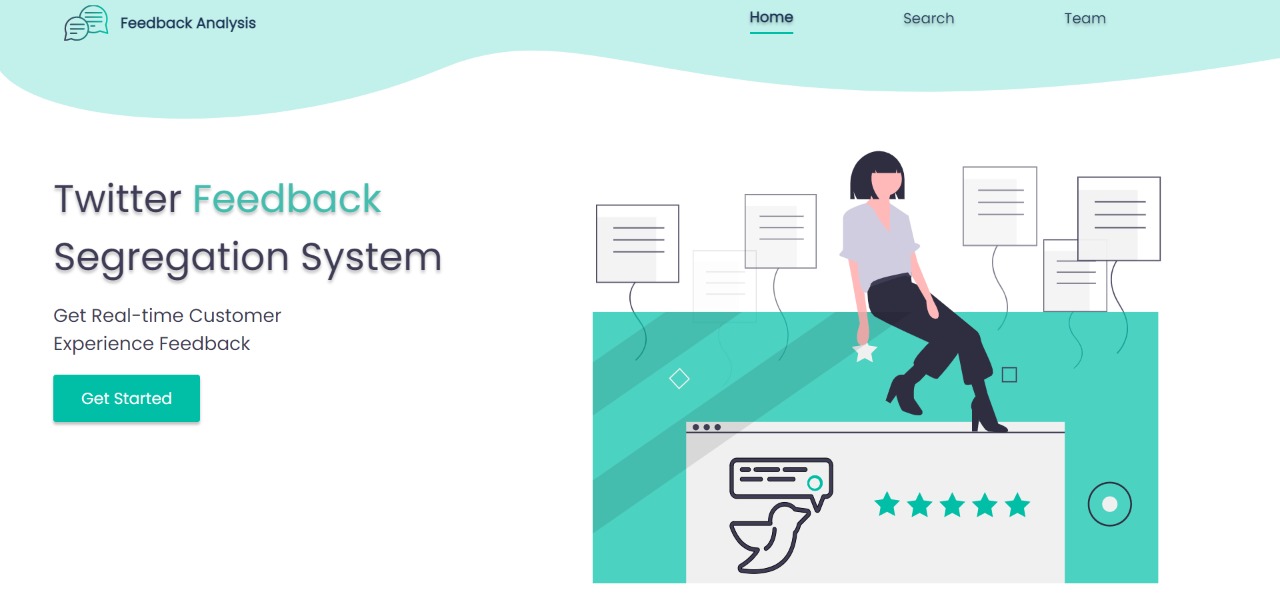 Feedback Analysis
Home
Search
Team
Twitter Feedback
Segregation System
Get Real-time Customer
Experience Feedback
Get Started